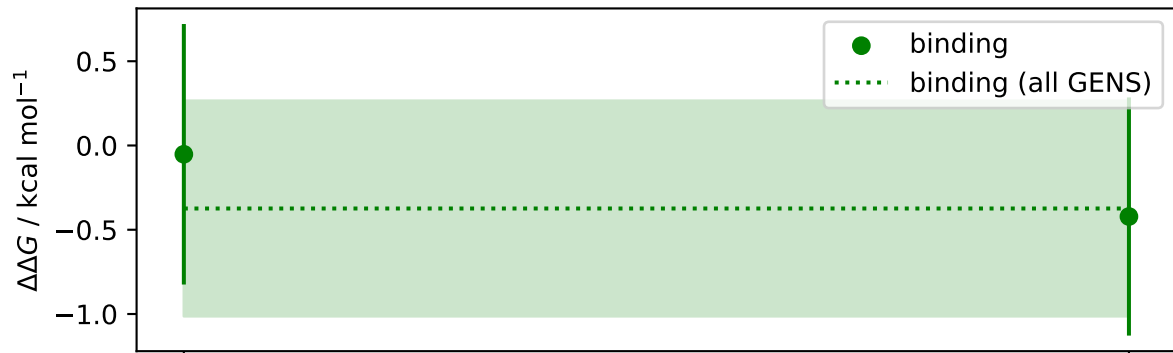 ΔΔG / kcal mol⁻¹
0.5
0.0
−0.5
−1.0
binding
binding (all GENS)